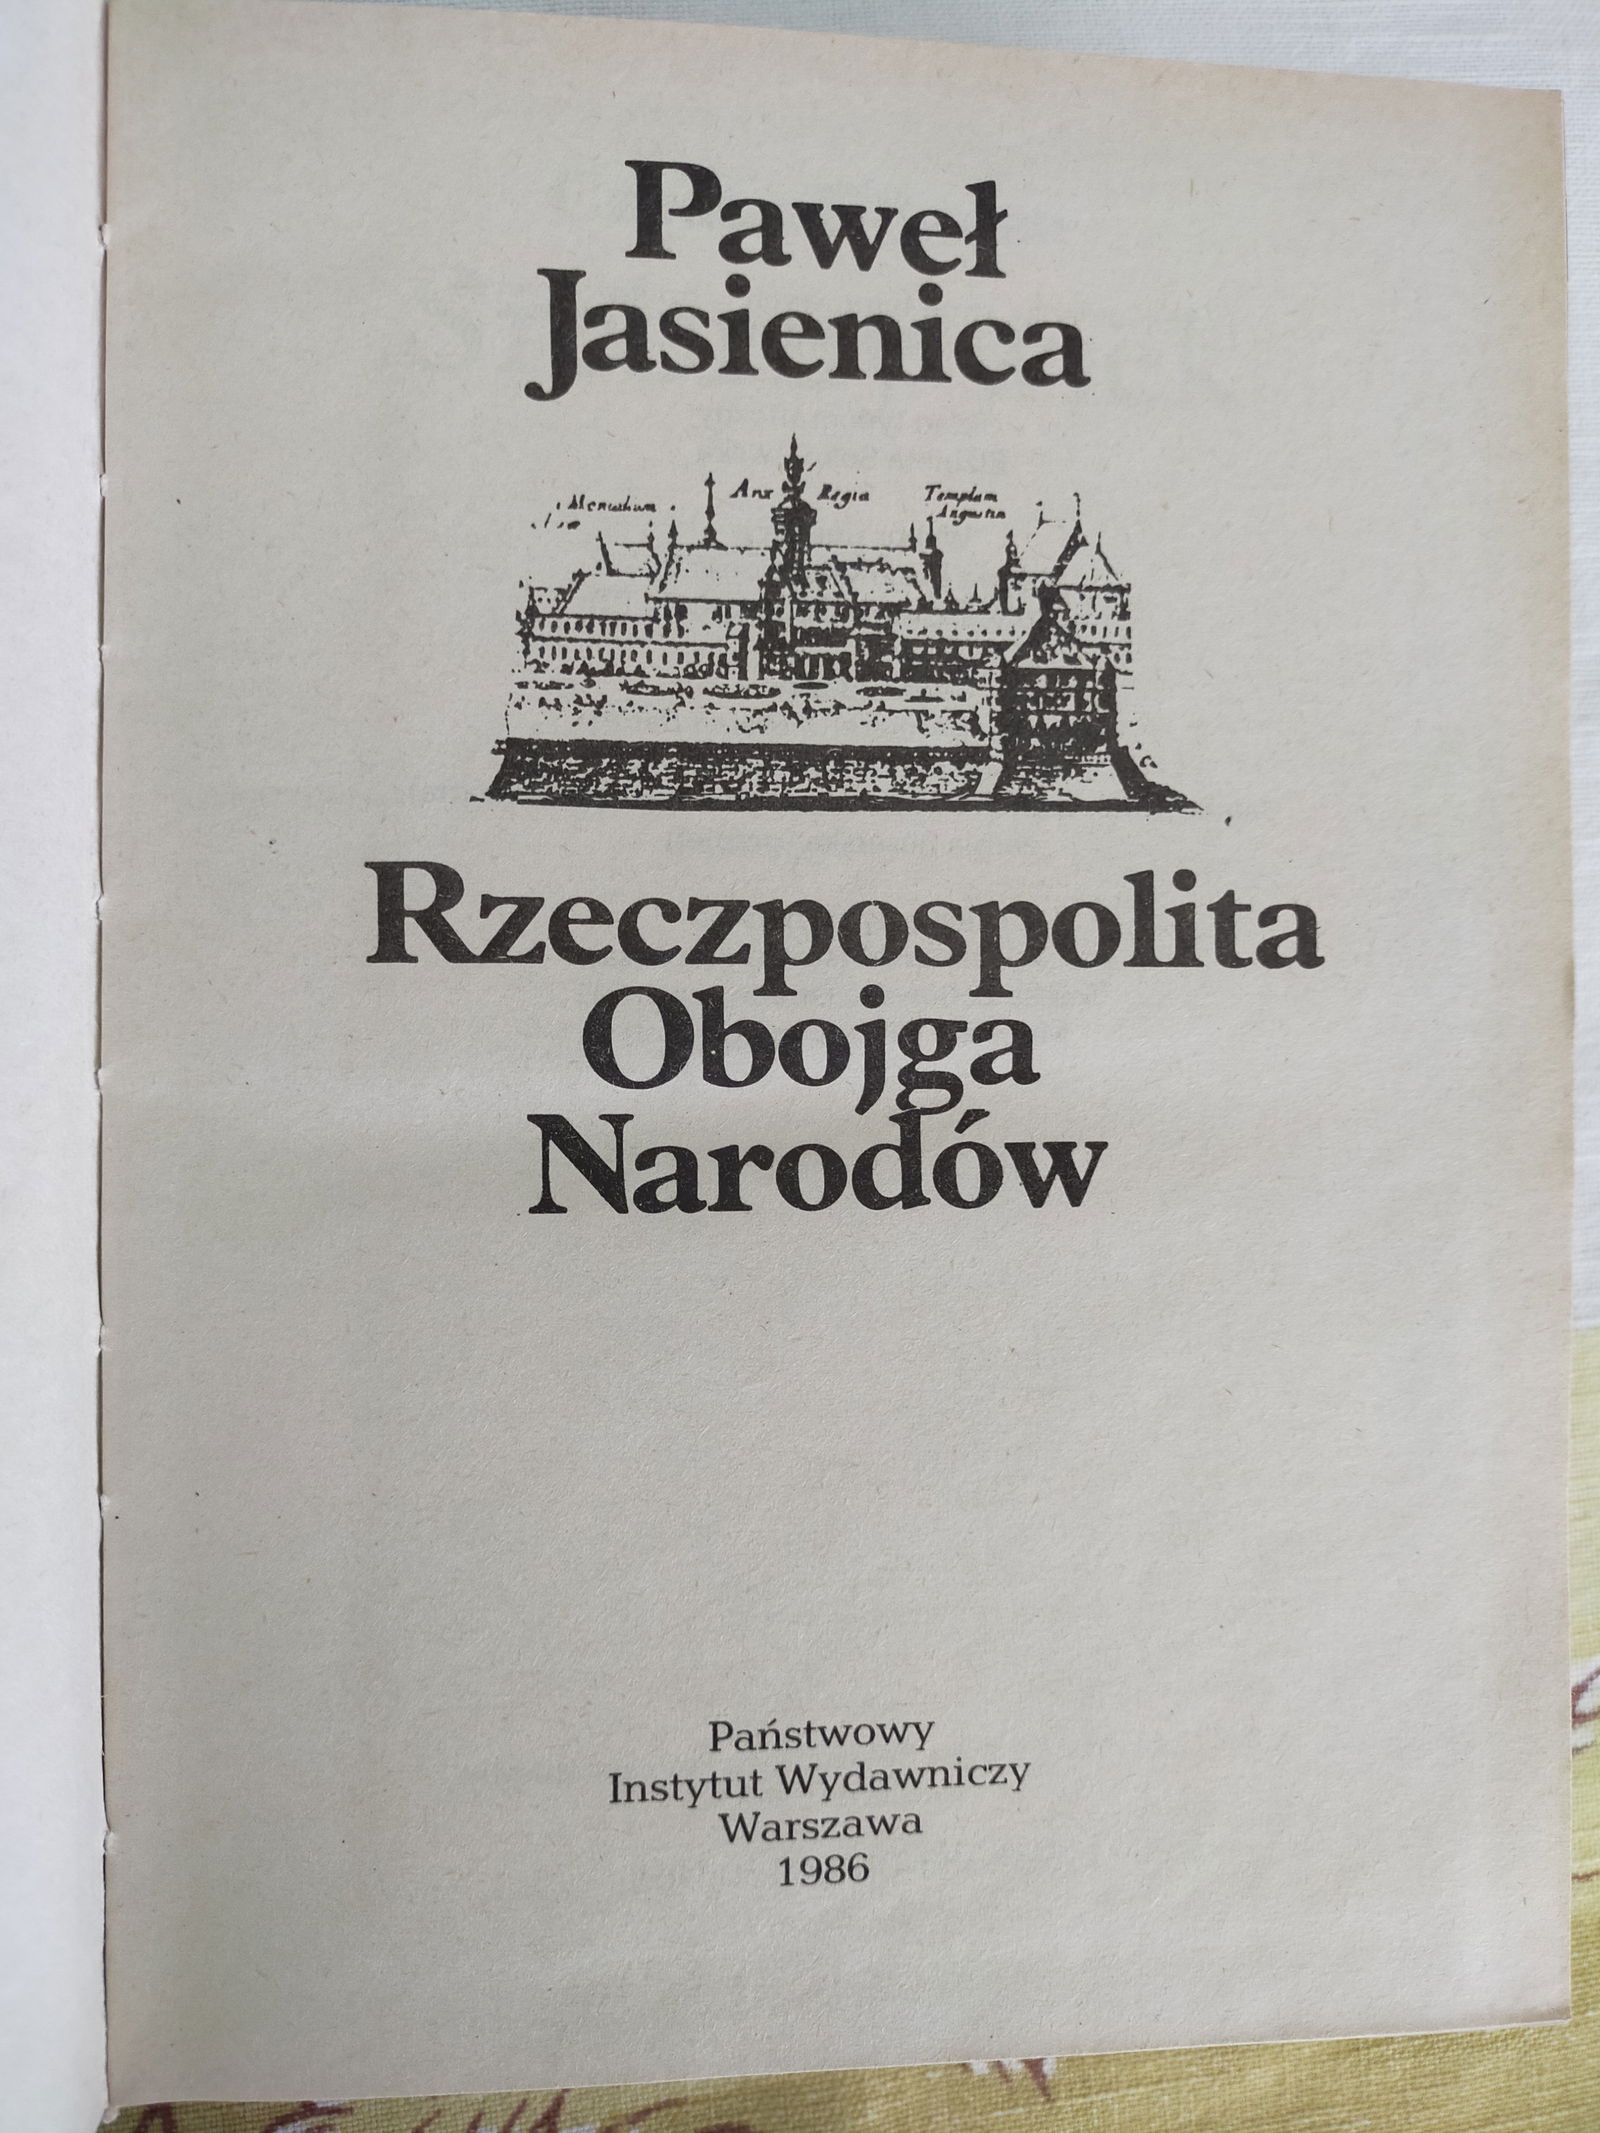 Paweł
Jasienica
Arx Regia
Templum
Rzeczpospolita
Obojga
Narodów
Państwowy
Instytut Wydawniczy
Warszawa
1986